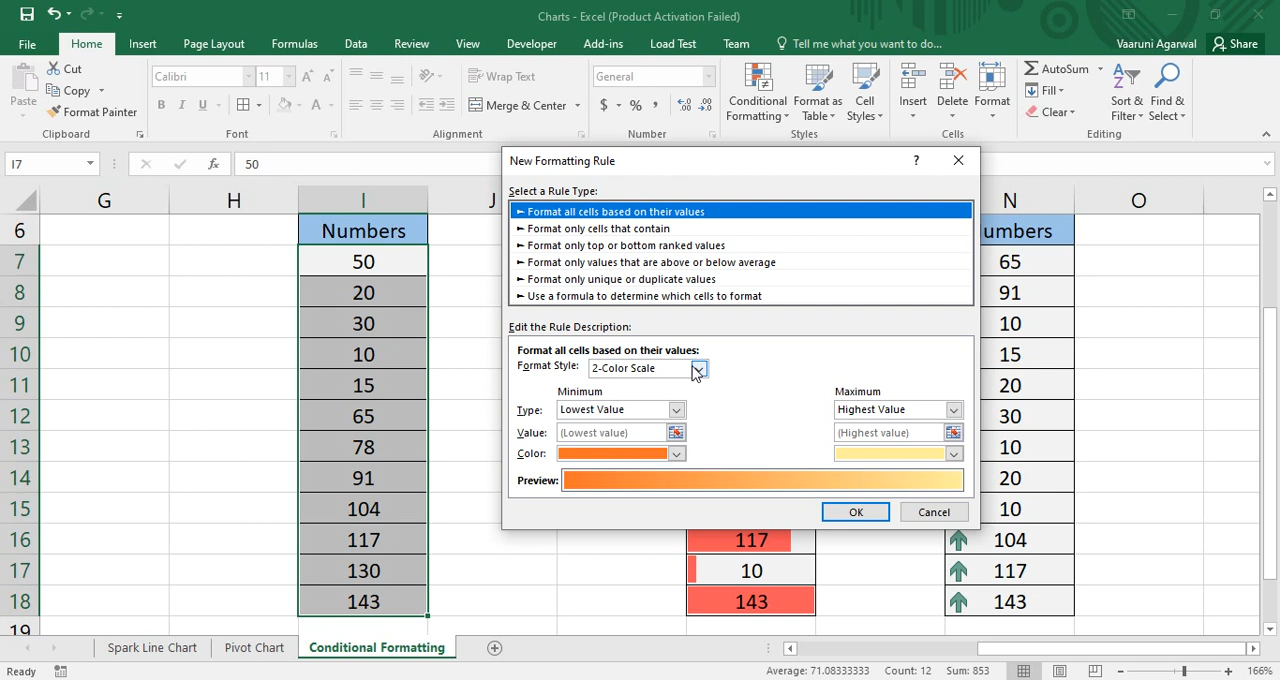 Charts - Excel (Product Activation Failed)
File Home Insert Page Layout Formulas Data Review View Developer Add-ins Load Test Team Tell me what you want to do... Vaaruni Agarwal Share
Paste Cut Copy Format Painter Clipboard
Calibri 11 B I U A A A Font
Wrap Text Merge & Center Alignment
General $ % , Number
Conditional Formatting Format as Table Cell Styles Styles
Insert Delete Format Cells
AutoSum Fill Clear Sort & Filter Find & Select Editing
I7 fx 50
G H I J N O
6 Numbers umbers
7 50 65
8 20 91
9 30 10
10 10 15
11 15 20
12 65 30
13 78 10
14 91 20
15 104 10
16 117 117 104
17 130 10 117
18 143 143 143
19
New Formatting Rule ?
Select a Rule Type:
► Format all cells based on their values
► Format only cells that contain
► Format only top or bottom ranked values
► Format only values that are above or below average
► Format only unique or duplicate values
► Use a formula to determine which cells to format
Edit the Rule Description:
Format all cells based on their values:
Format Style: 2-Color Scale
Minimum Maximum
Type: Lowest Value Highest Value
Value: (Lowest value) (Highest value)
Color:
Preview:
OK Cancel
Spark Line Chart Pivot Chart Conditional Formatting
Ready Average: 71.08333333 Count: 12 Sum: 853 166%